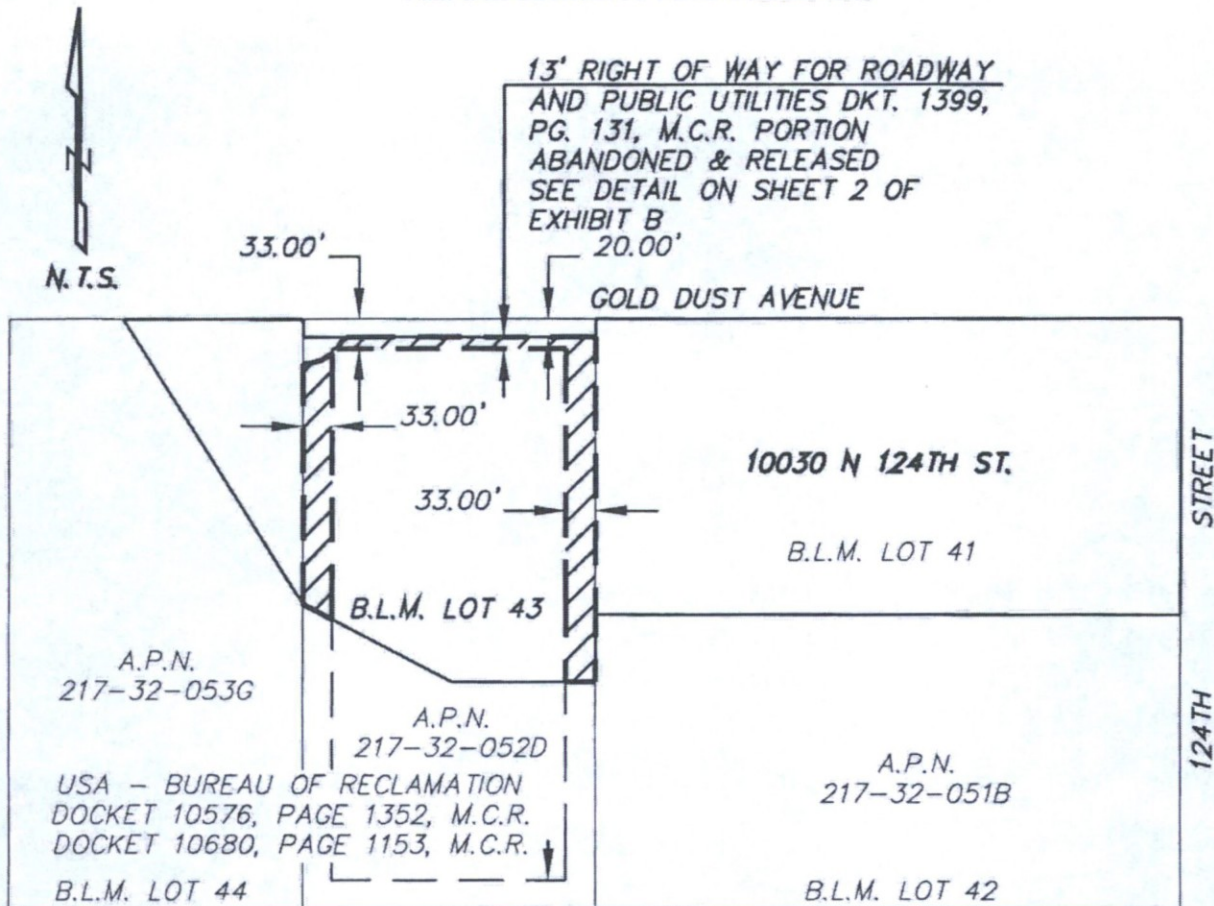 13' RIGHT OF WAY FOR ROADWAY
AND PUBLIC UTILITIES DKT. 1399,
PG. 131, M.C.R. PORTION
ABANDONED & RELEASED
SEE DETAIL ON SHEET 2 OF
EXHIBIT B
N
N.T.S.
33.00'
20.00'
GOLD DUST AVENUE
33.00'
33.00'
10030 N 124TH ST.
B.L.M. LOT 41
B.L.M. LOT 43
124TH STREET
A.P.N.
217-32-053G
A.P.N.
217-32-052D
A.P.N.
217-32-051B
USA - BUREAU OF RECLAMATION
DOCKET 10576, PAGE 1352, M.C.R.
DOCKET 10680, PAGE 1153, M.C.R.
B.L.M. LOT 44
B.L.M. LOT 42